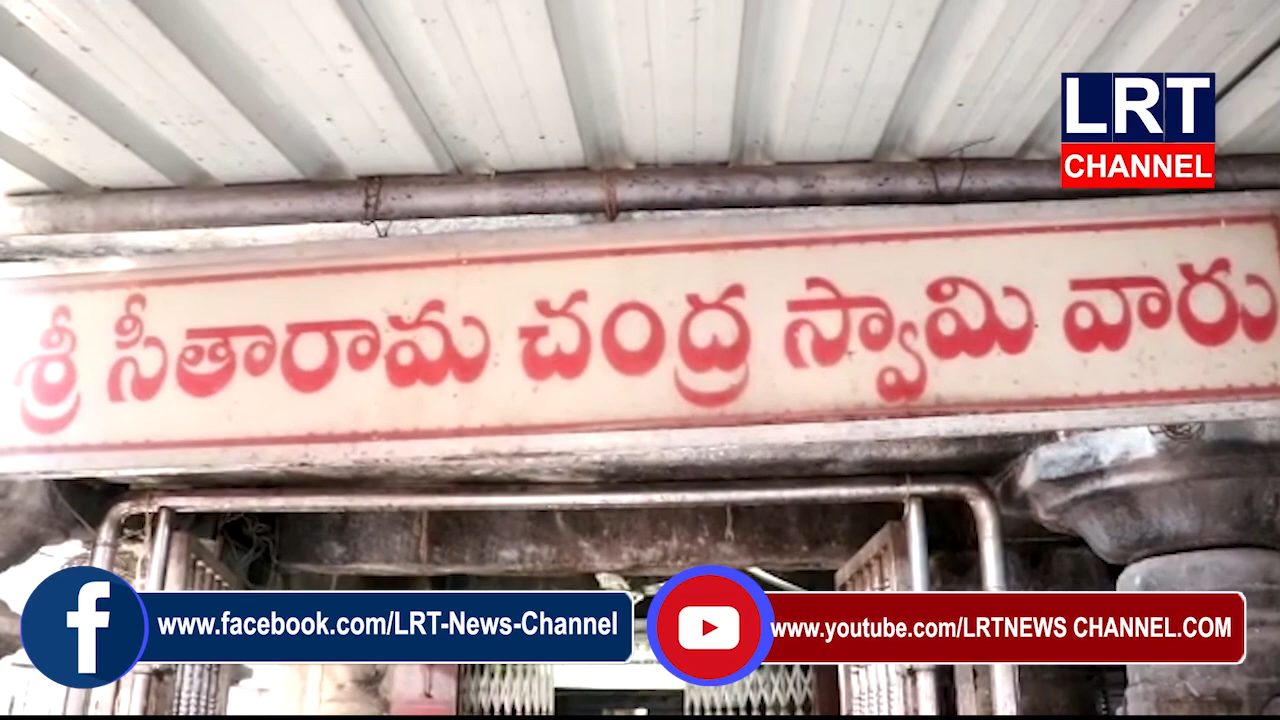 LRT
CHANNEL
శ్రీ సీతారామ చంద్ర స్వామి వారు
www.facebook.com/LRT-News-Channel
www.youtube.com/LRTNEWS CHANNEL.COM